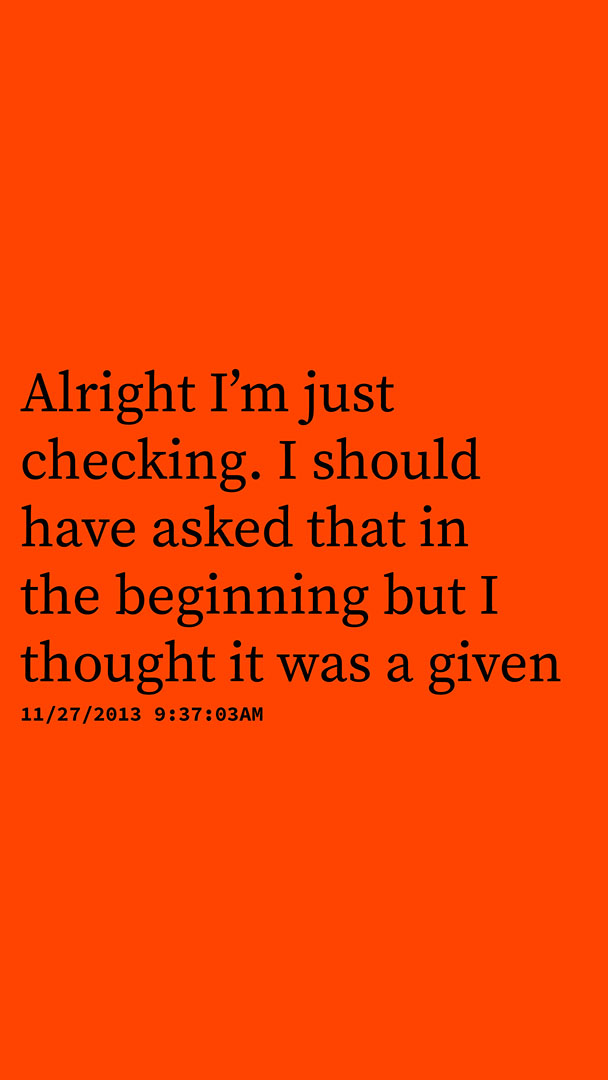 Alright I’m just
checking. I should
have asked that in
the beginning but I
thought it was a given
11/27/2013 9:37:03AM